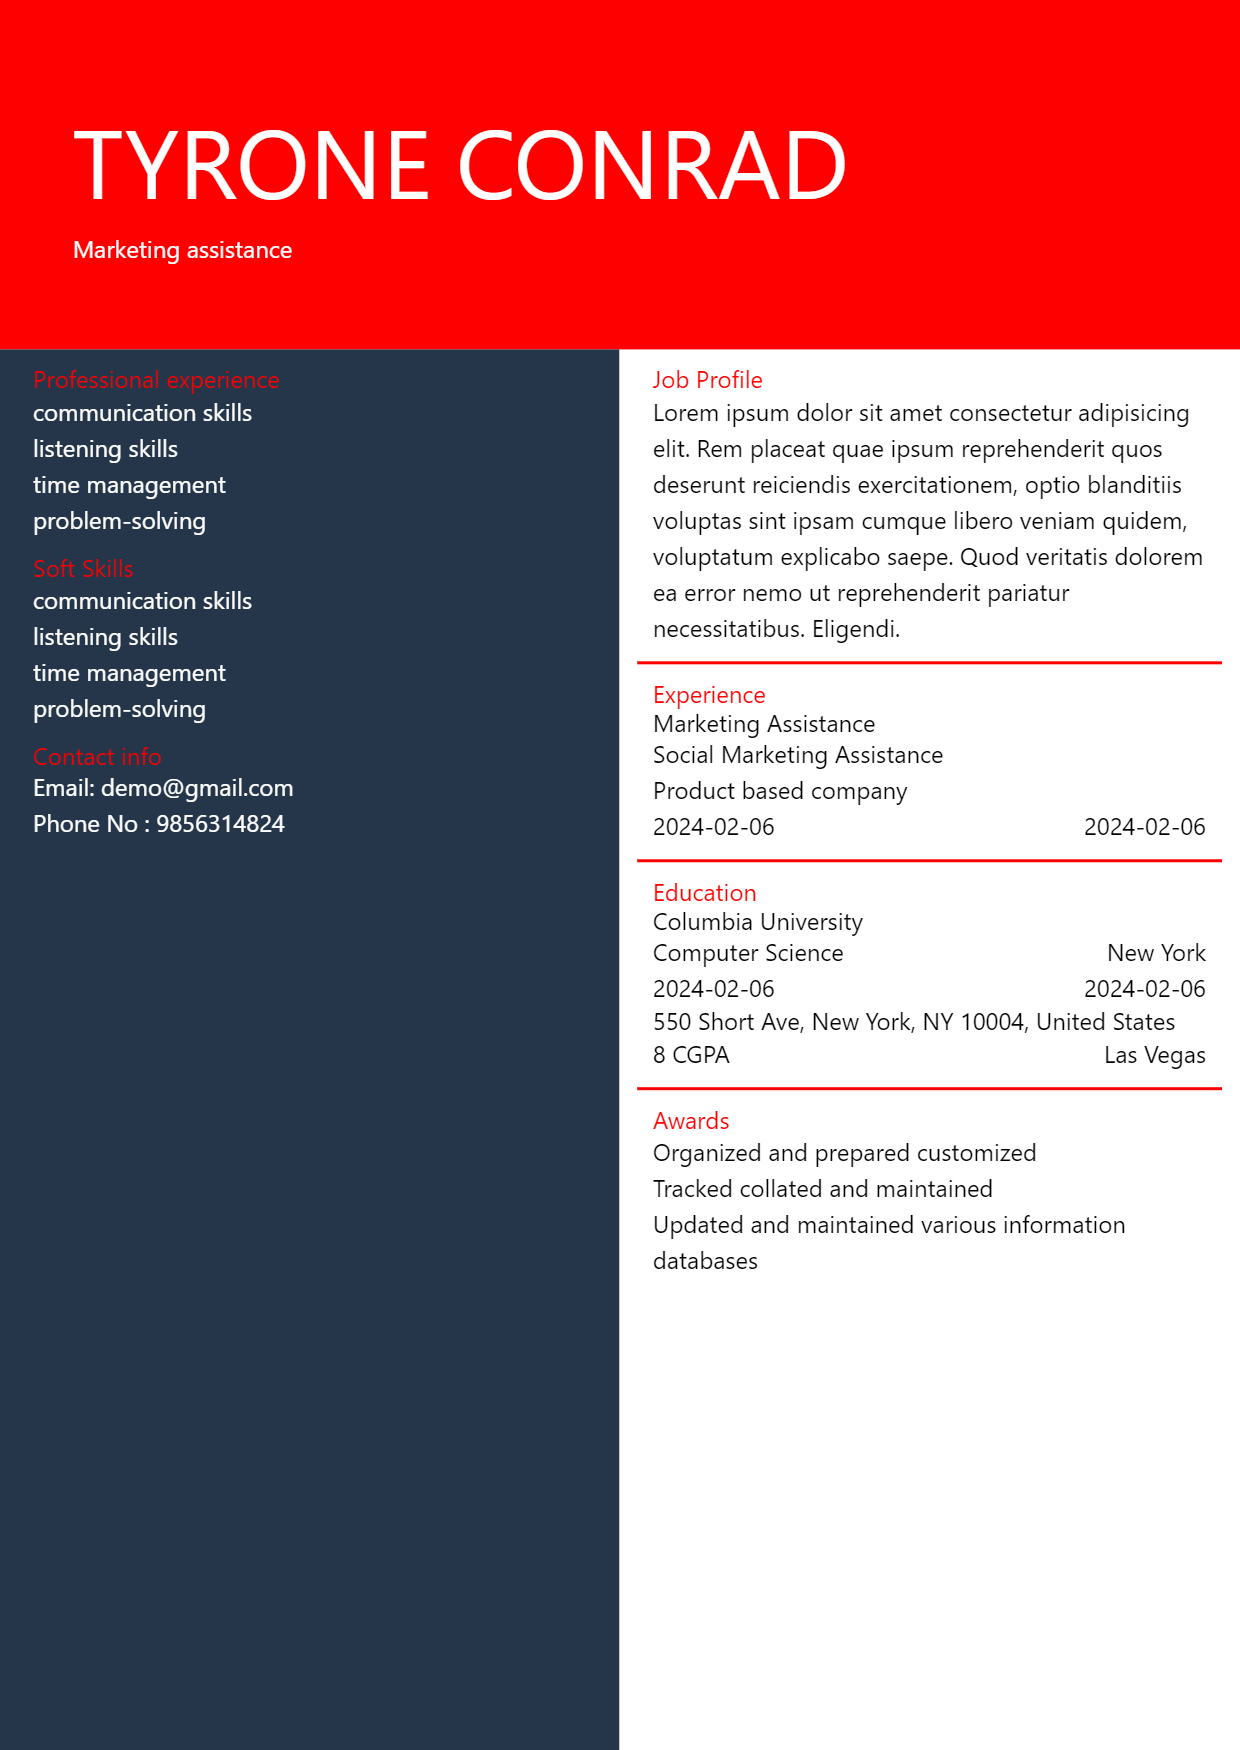 TYRONE CONRAD
Marketing assistance
Professional experience
communication skills
listening skills
time management
problem-solving
Soft Skills
communication skills
listening skills
time management
problem-solving
Contact info
Email: demo@gmail.com
Phone No : 9856314824
Job Profile
Lorem ipsum dolor sit amet consectetur adipisicing
elit. Rem placeat quae ipsum reprehenderit quos
deserunt reiciendis exercitationem, optio blanditiis
voluptas sint ipsam cumque libero veniam quidem,
voluptatum explicabo saepe. Quod veritatis dolorem
ea error nemo ut reprehenderit pariatur
necessitatibus. Eligendi.
Experience
Marketing Assistance
Social Marketing Assistance
Product based company
2024-02-06 2024-02-06
Education
Columbia University
Computer Science New York
2024-02-06 2024-02-06
550 Short Ave, New York, NY 10004, United States
8 CGPA Las Vegas
Awards
Organized and prepared customized
Tracked collated and maintained
Updated and maintained various information
databases